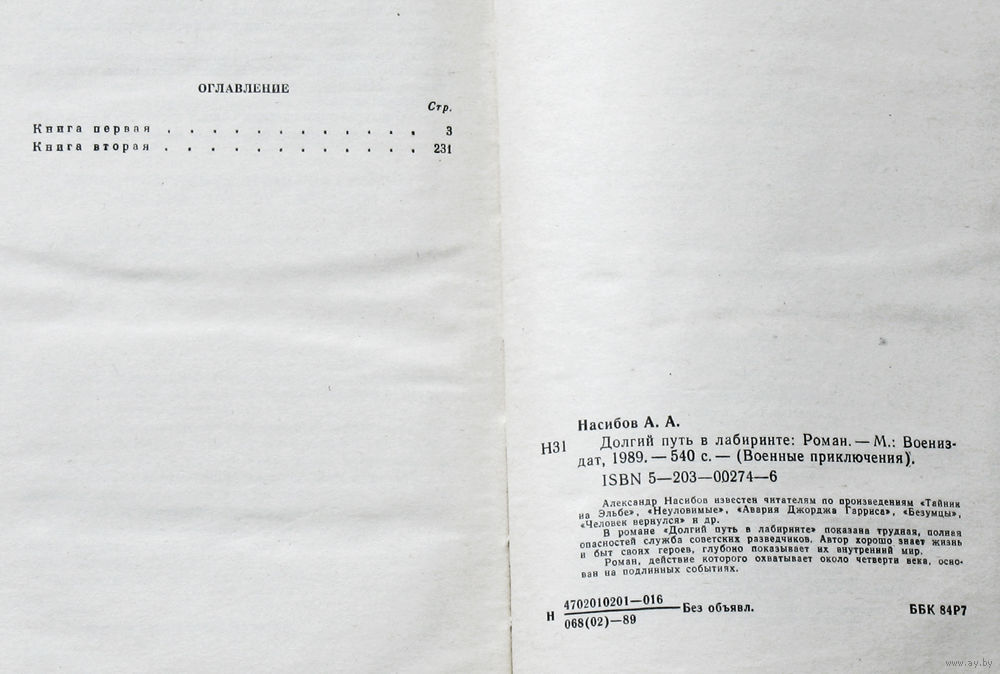 ОГЛАВЛЕНИЕ
Стр.
Книга первая . . . . . . . . . . . . 3
Книга вторая . . . . . . . . . . . . 231
Насибов А. А.
Н31 Долгий путь в лабиринте: Роман. — М.: Воениз-
дат, 1989. — 540 с. — (Военные приключения).
ISBN 5—203—00274—6
Александр Насибов известен читателям по произведениям «Тайник
на Эльбе», «Неуловимые», «Авария Джорджа Гарриса», «Безумцы»,
«Человек вернулся» и др.
В романе «Долгий путь в лабиринте» показана трудная, полная
опасностей служба советских разведчиков. Автор хорошо знает жизнь
и быт своих героев, глубоко показывает их внутренний мир.
Роман, действие которого охватывает около четверти века, осно-
ван на подлинных событиях.
Н 4702010201—016
068(02)—89 Без объявл. ББК 84Р7
www.ay.by